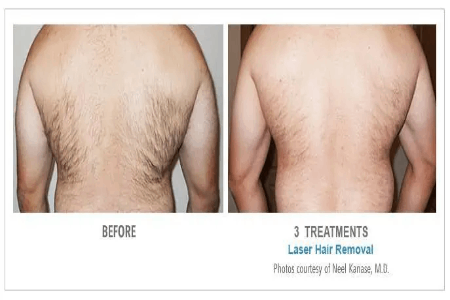 BEFORE
3 TREATMENTS
Laser Hair Removal
Photos courtesy of Neel Kanase, M.D.